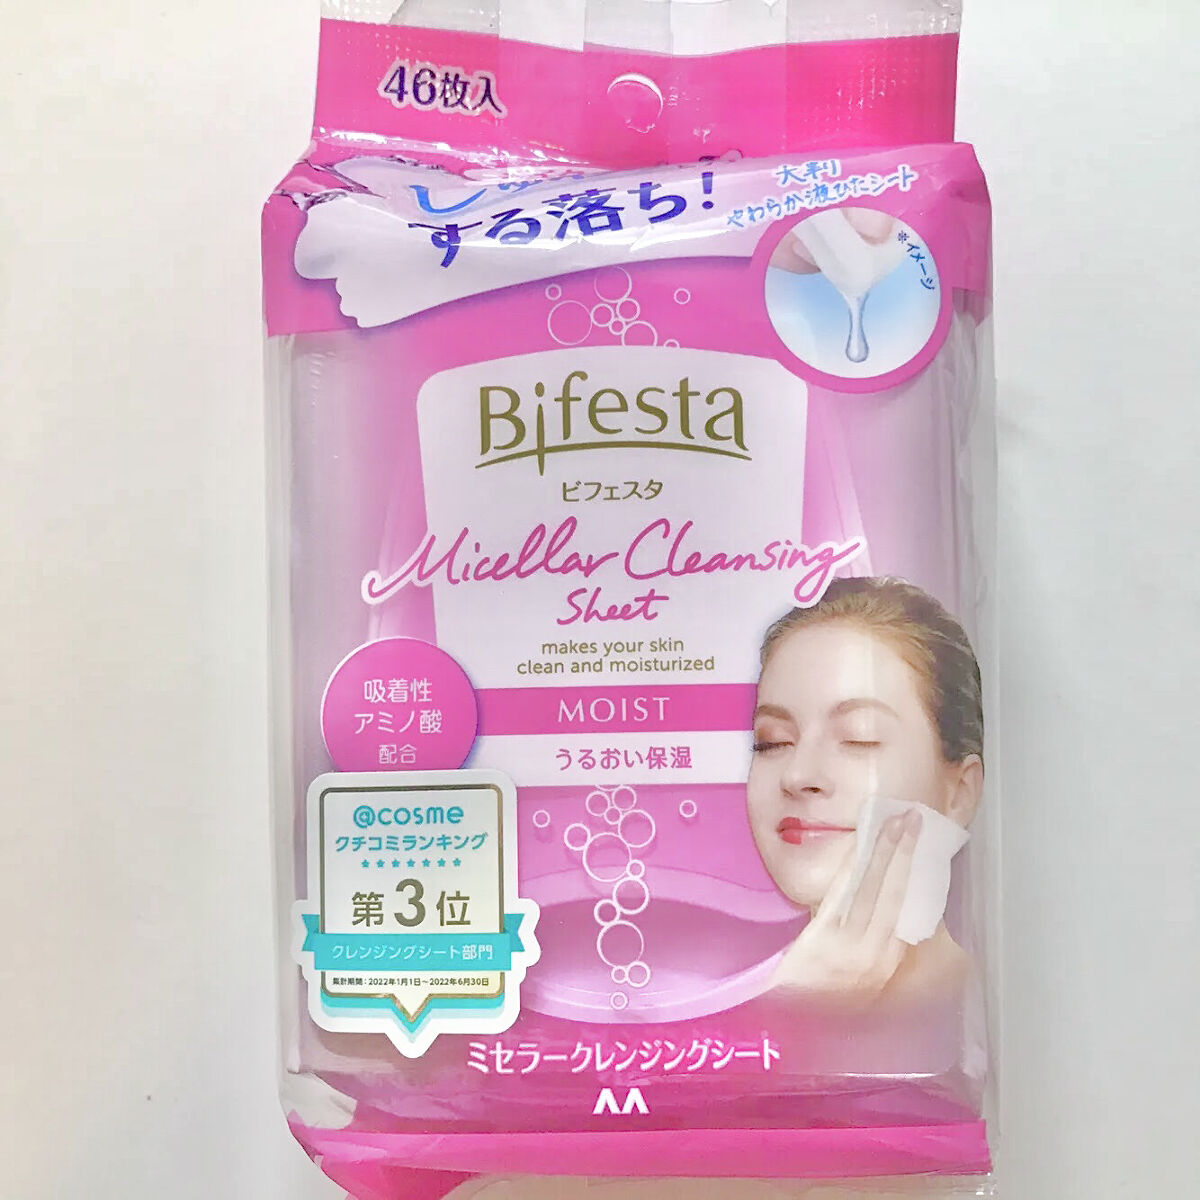 46枚入
する落ち!
大判
やわらか液ひたシート
※イメージ
Bifesta
ビフェスタ
Micellar Cleansing
Sheet
makes your skin
clean and moisturized
MOIST
うるおい保湿
吸着性
アミノ酸
配合
@cosme
クチコミランキング
第3位
クレンジングシート部門
集計期間:2022年1月1日~2022年6月30日
ミセラークレンジングシート